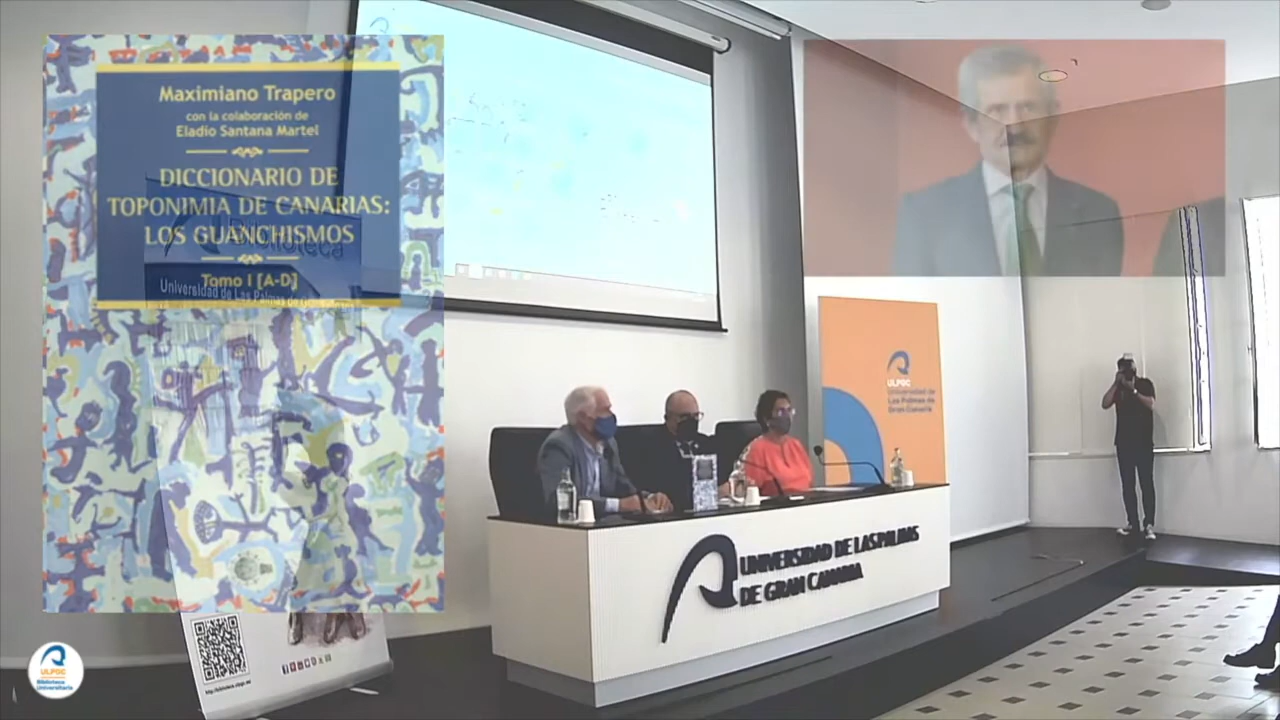 Maximiano Trapero
con la colaboración de
Eladio Santana Martel
DICCIONARIO DE
TOPONIMIA DE CANARIAS:
LOS GUANCHISMOS
Tomo I [A-D]
Biblioteca
Universidad de Las Palmas de Gran Canaria
ULPGC
Universidad de
Las Palmas de
Gran Canaria
UNIVERSIDAD DE LAS PALMAS
DE GRAN CANARIA
ULPGC
Biblioteca
Universitaria